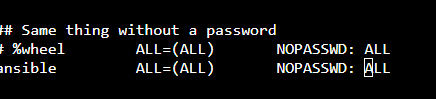 ## Same thing without a password
# %wheel ALL=(ALL) NOPASSWD: ALL
ansible ALL=(ALL) NOPASSWD: ALL